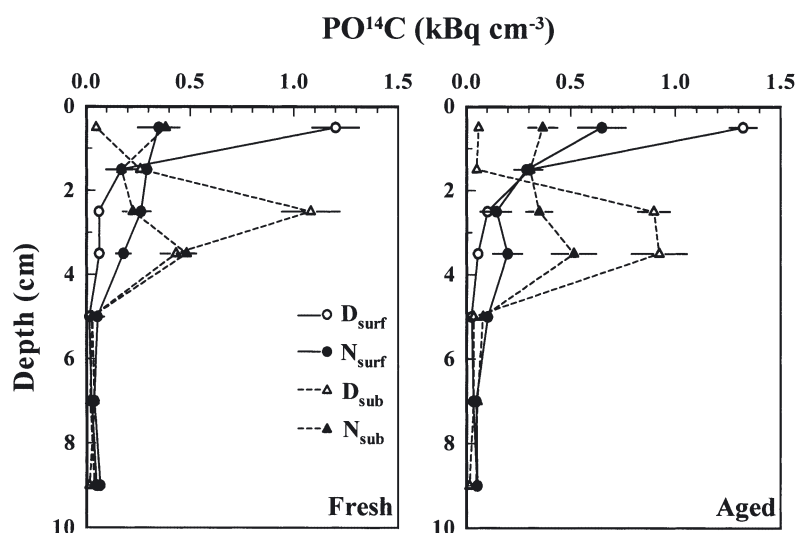 PO¹⁴C (kBq cm⁻³)
0.0 0.5 1.0 1.5
0.0 0.5 1.0 1.5
Depth (cm)
0
2
4
6
8
10
D_surf
N_surf
D_sub
N_sub
Fresh
Aged
0
2
4
6
8
10